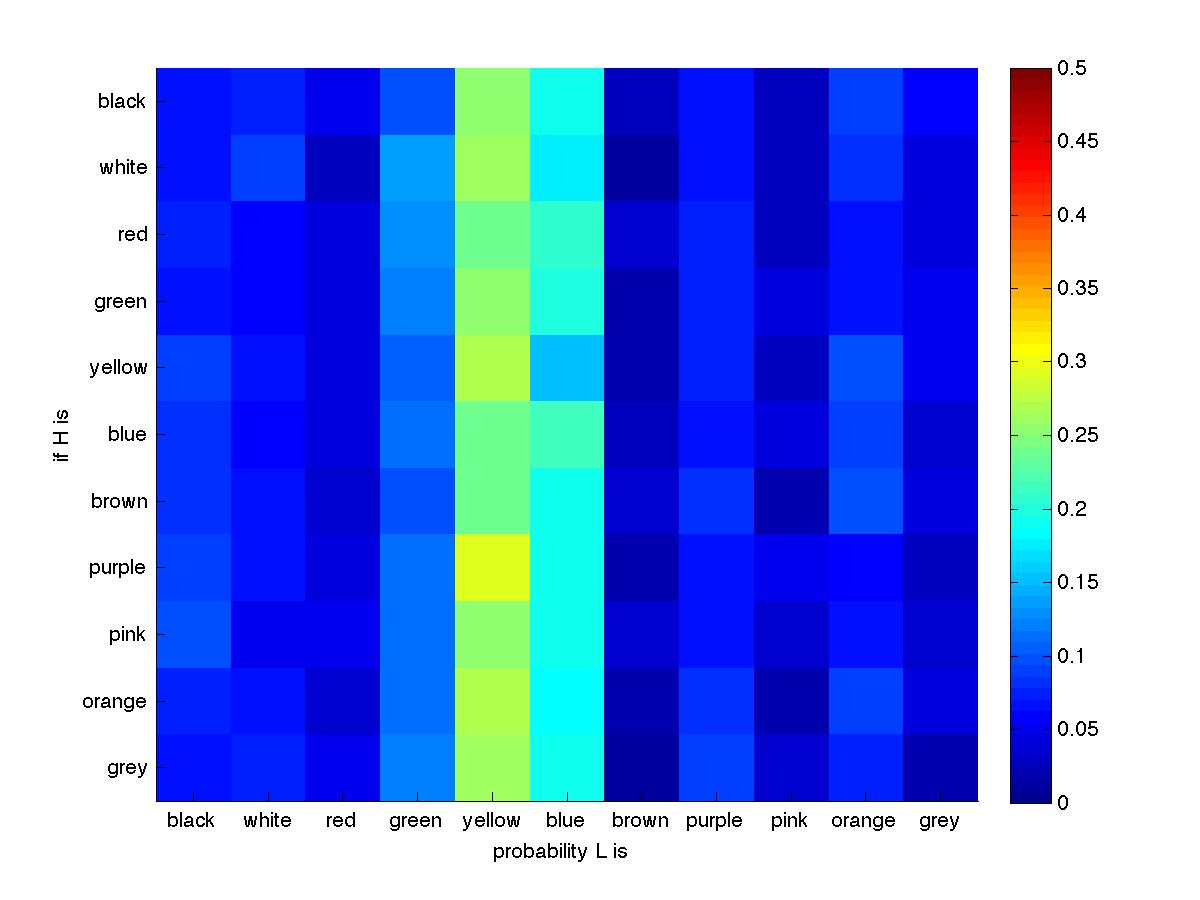 black
white
red
green
yellow
blue
brown
purple
pink
orange
grey
if H is
black white red green yellow blue brown purple pink orange grey
probability L is
0.5
0.45
0.4
0.35
0.3
0.25
0.2
0.15
0.1
0.05
0